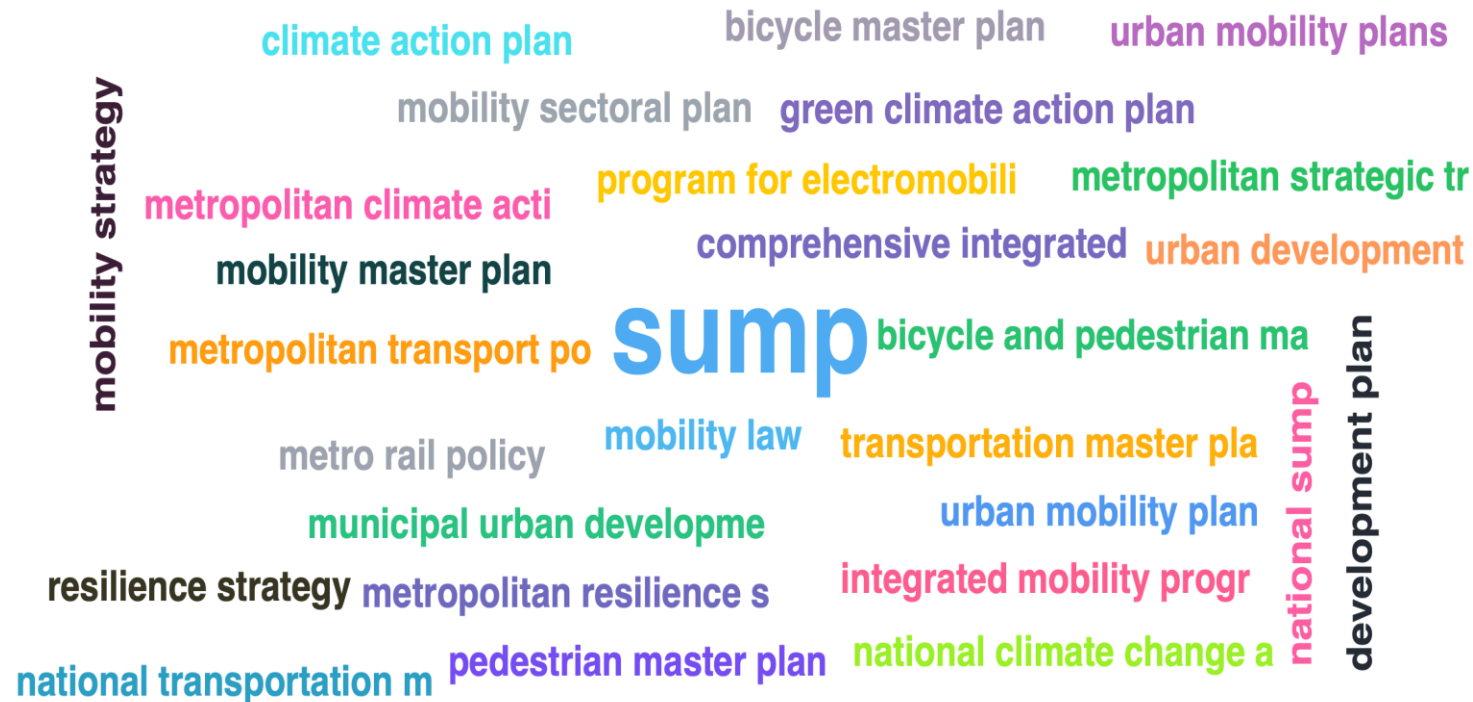 climate action plan
bicycle master plan
urban mobility plans
mobility sectoral plan
green climate action plan
mobility strategy
program for electromobili
metropolitan strategic tr
metropolitan climate acti
comprehensive integrated
urban development
mobility master plan
sump
bicycle and pedestrian ma
metropolitan transport po
development plan
mobility law
transportation master pla
metro rail policy
national sump
urban mobility plan
municipal urban developme
resilience strategy
metropolitan resilience s
integrated mobility progr
national climate change a
pedestrian master plan
national transportation m